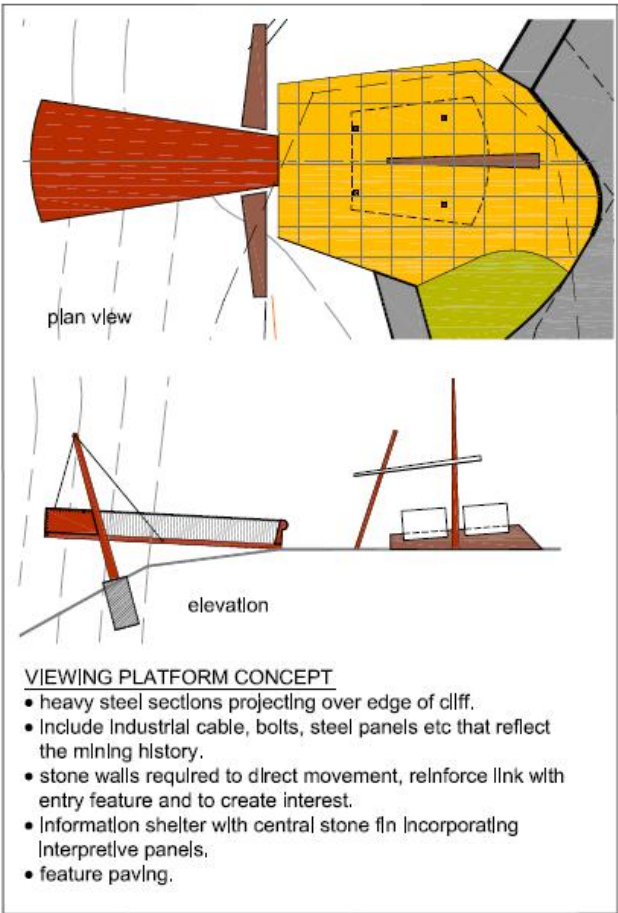 plan view
elevation
VIEWING PLATFORM CONCEPT
• heavy steel sections projecting over edge of cliff.
• include industrial cable, bolts, steel panels etc that reflect
the mining history.
• stone walls required to direct movement, reinforce link with
entry feature and to create interest.
• information shelter with central stone fin incorporating
interpretive panels.
• feature paving.